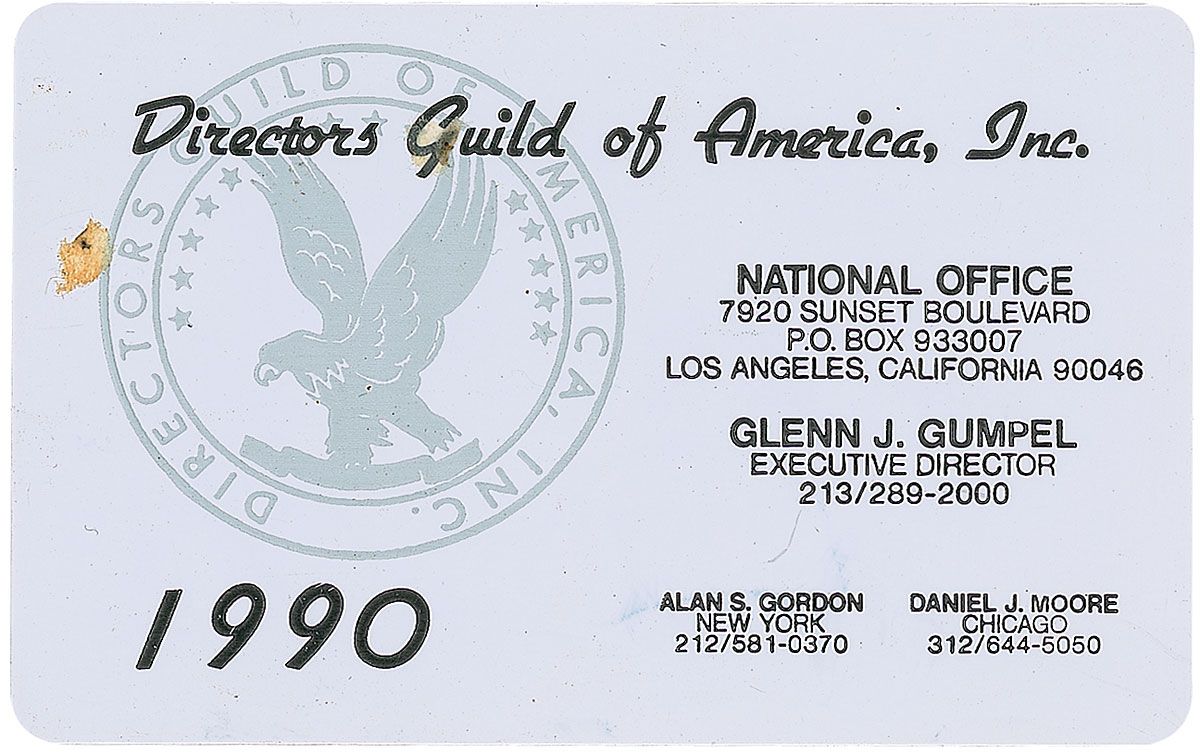 Directors Guild of America, Inc.
DIRECTORS GUILD OF AMERICA, INC.
NATIONAL OFFICE
7920 SUNSET BOULEVARD
P.O. BOX 933007
LOS ANGELES, CALIFORNIA 90046
GLENN J. GUMPEL
EXECUTIVE DIRECTOR
213/289-2000
1990
ALAN S. GORDON
NEW YORK
212/581-0370
DANIEL J. MOORE
CHICAGO
312/644-5050